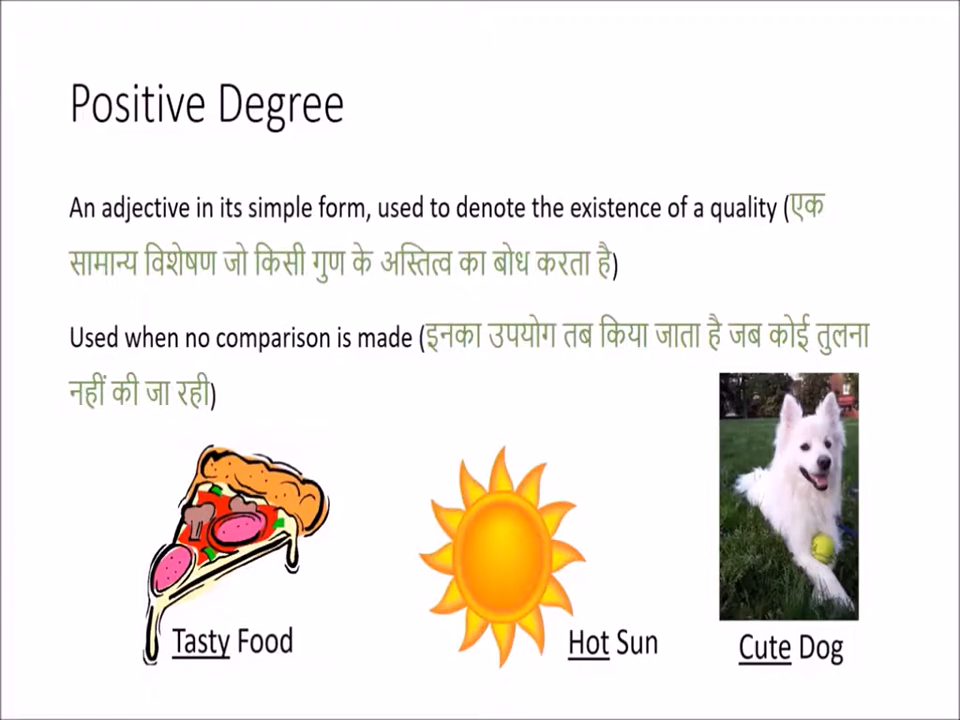 Positive Degree
An adjective in its simple form, used to denote the existence of a quality (एक
सामान्य विशेषण जो किसी गुण के अस्तित्व का बोध करता है)
Used when no comparison is made (इनका उपयोग तब किया जाता है जब कोई तुलना
नहीं की जा रही)
Tasty Food
Hot Sun
Cute Dog